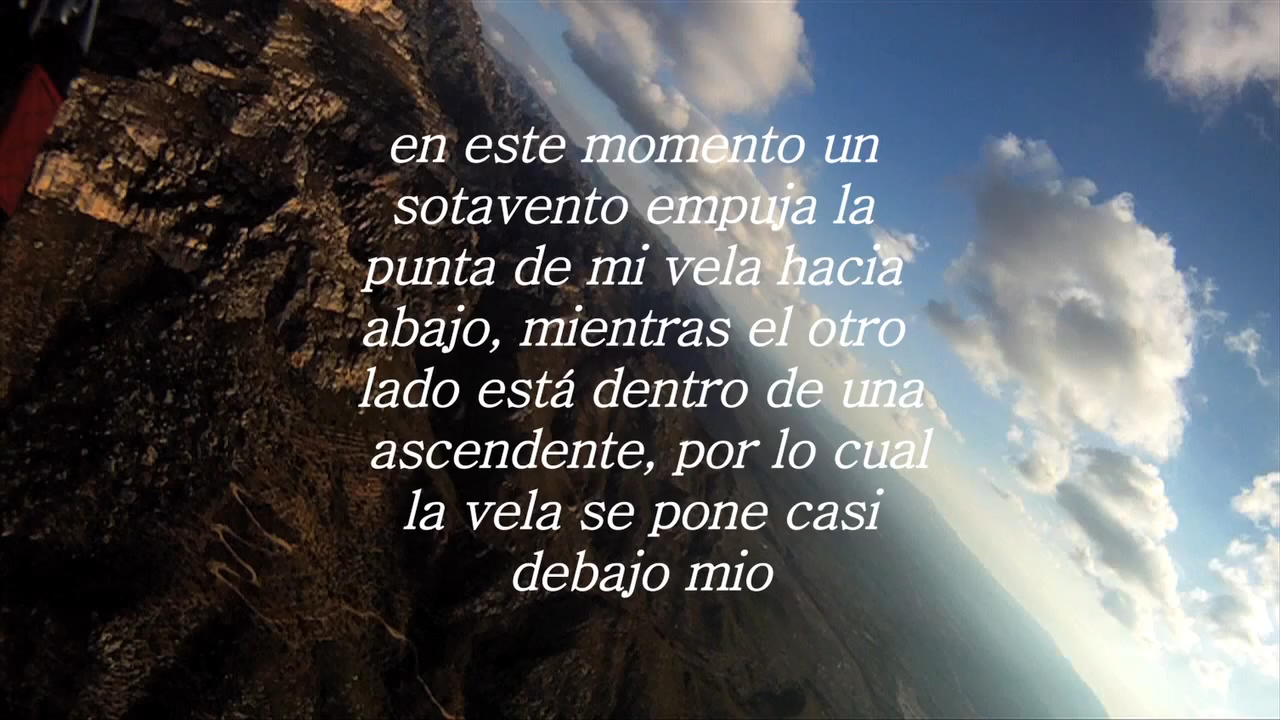 en este momento un
sotavento empuja la
punta de mi vela hacia
abajo, mientras el otro
lado está dentro de una
ascendente, por lo cual
la vela se pone casi
debajo mio